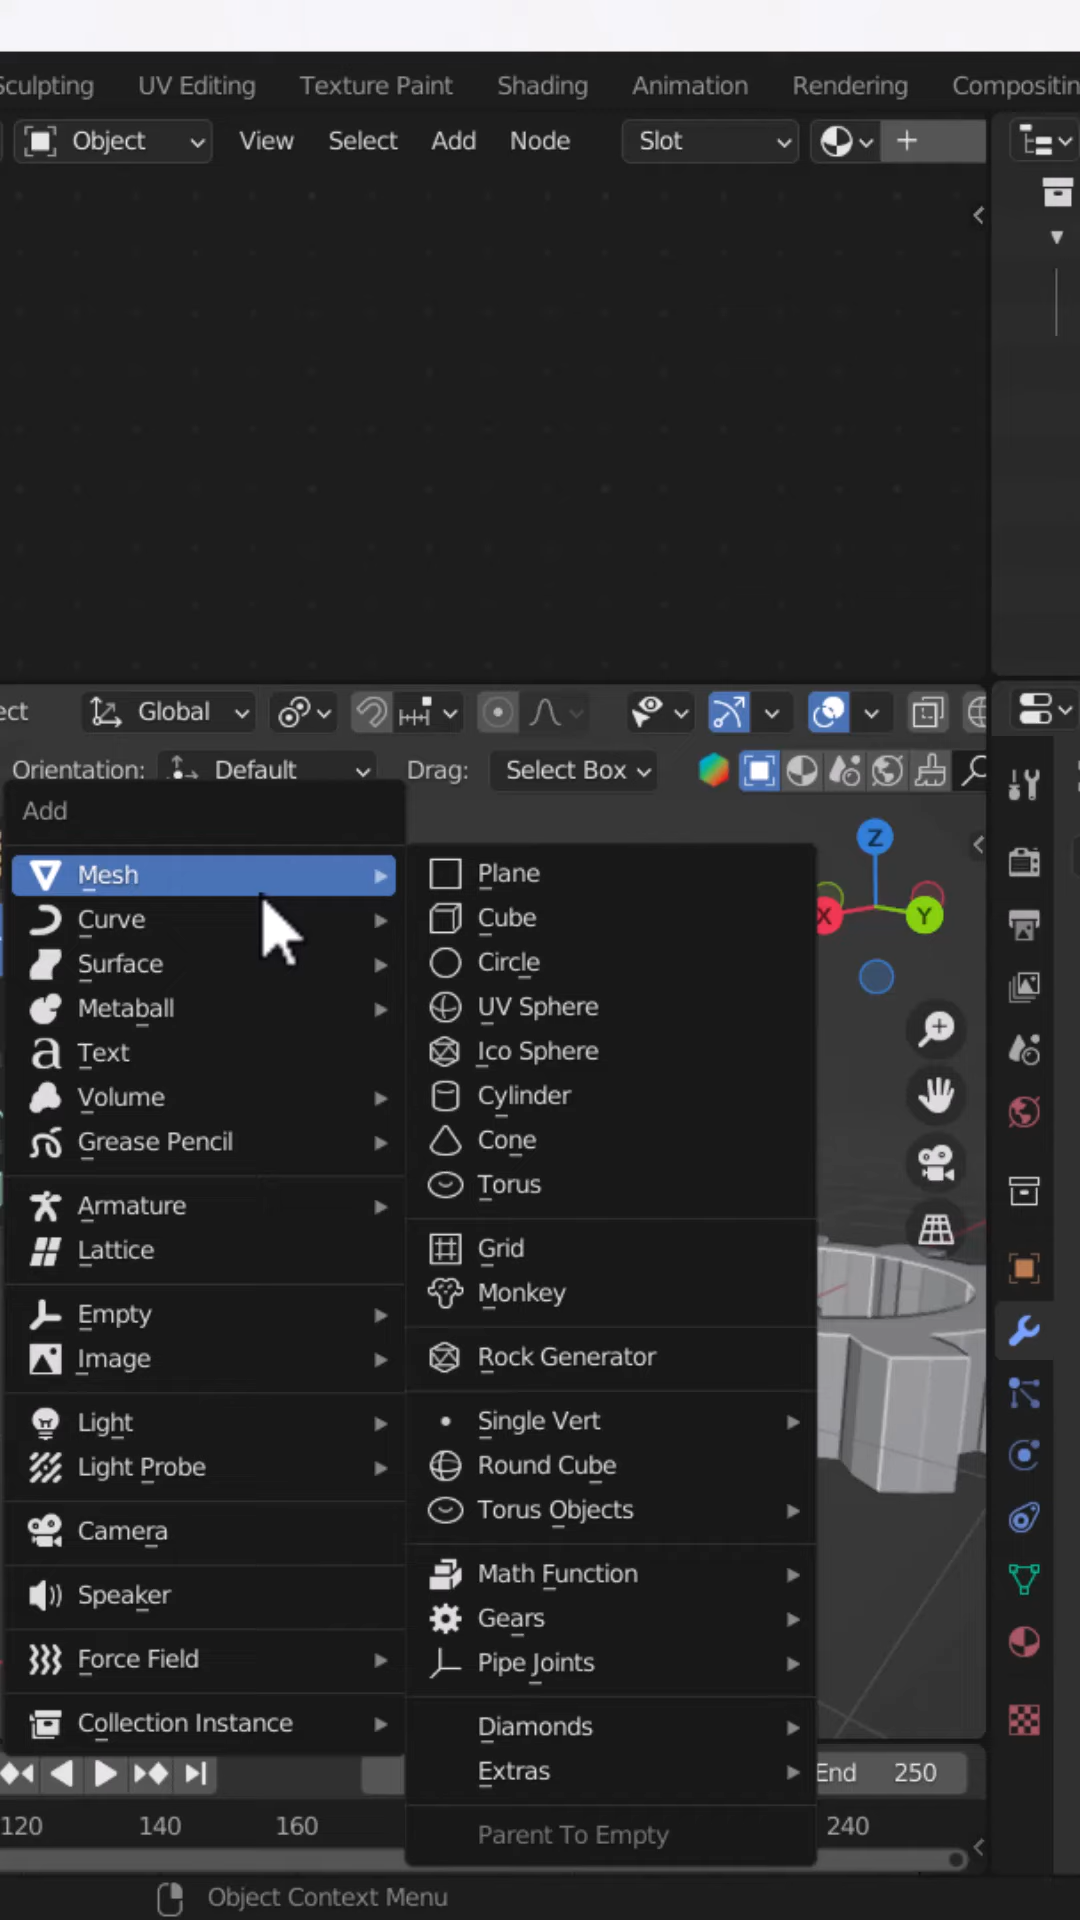 Sculpting UV Editing Texture Paint Shading Animation Rendering Compositin
Object View Select Add Node Slot
ect Global
Orientation: Default Drag: Select Box
Add
Mesh
Curve
Surface
Metaball
Text
Volume
Grease Pencil
Armature
Lattice
Empty
Image
Light
Light Probe
Camera
Speaker
Force Field
Collection Instance
Plane
Cube
Circle
UV Sphere
Ico Sphere
Cylinder
Cone
Torus
Grid
Monkey
Rock Generator
Single Vert
Round Cube
Torus Objects
Math Function
Gears
Pipe Joints
Diamonds
Extras
Parent To Empty
Z
X Y
End 250
120 140 160 240
Object Context Menu